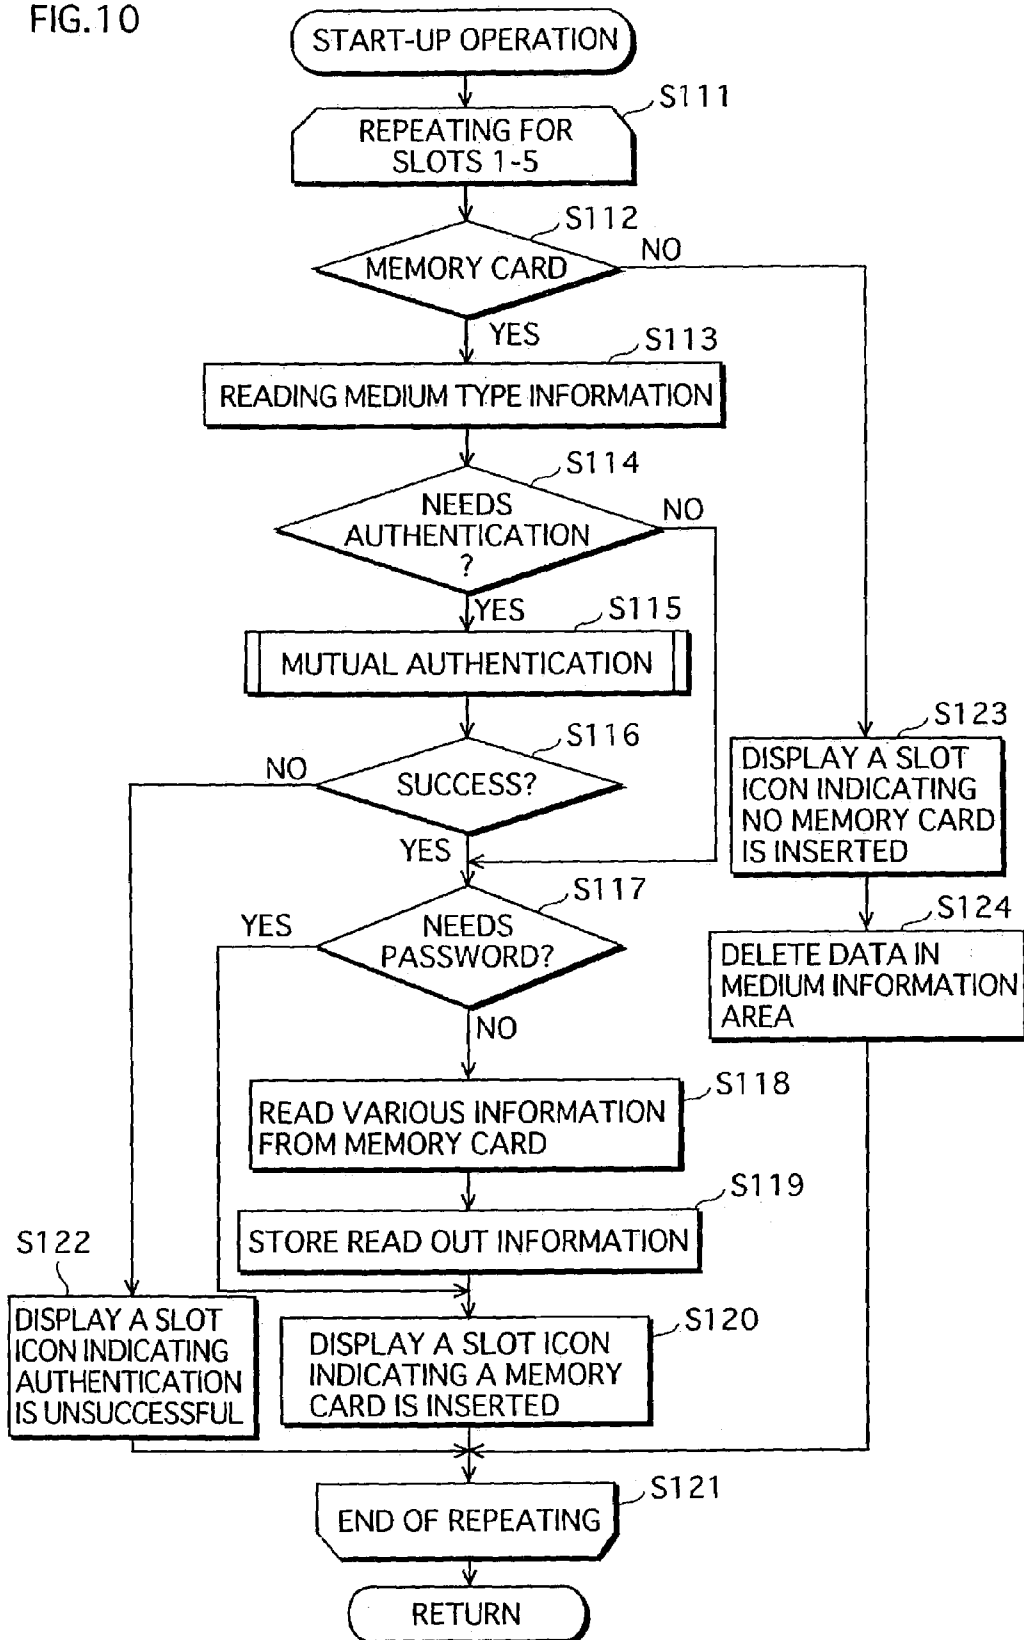 FIG.10
START-UP OPERATION
S111
REPEATING FOR
SLOTS 1-5
S112
MEMORY CARD
NO
YES
S113
READING MEDIUM TYPE INFORMATION
S114
NEEDS
AUTHENTICATION
?
NO
YES
S115
MUTUAL AUTHENTICATION
S116
SUCCESS?
NO
YES
S123
DISPLAY A SLOT
ICON INDICATING
NO MEMORY CARD
IS INSERTED
S117
NEEDS
PASSWORD?
YES
NO
S124
DELETE DATA IN
MEDIUM INFORMATION
AREA
S118
READ VARIOUS INFORMATION
FROM MEMORY CARD
S119
STORE READ OUT INFORMATION
S122
DISPLAY A SLOT
ICON INDICATING
AUTHENTICATION
IS UNSUCCESSFUL
S120
DISPLAY A SLOT ICON
INDICATING A MEMORY
CARD IS INSERTED
S121
END OF REPEATING
RETURN